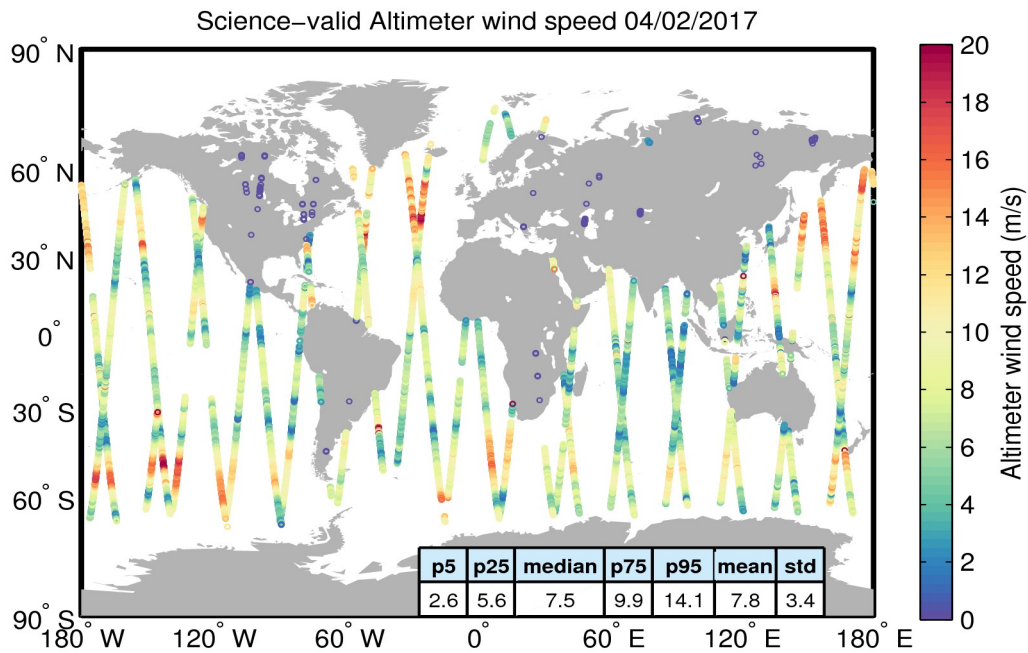 Science−valid Altimeter wind speed 04/02/2017
90° N
60° N
30° N
0°
30° S
60° S
90° S
180° W
120° W
60° W
0°
60° E
120° E
180° E
p5 p25 median p75 p95 mean std
2.6 5.6 7.5 9.9 14.1 7.8 3.4
20
18
16
14
12
10
8
6
4
2
0
Altimeter wind speed (m/s)